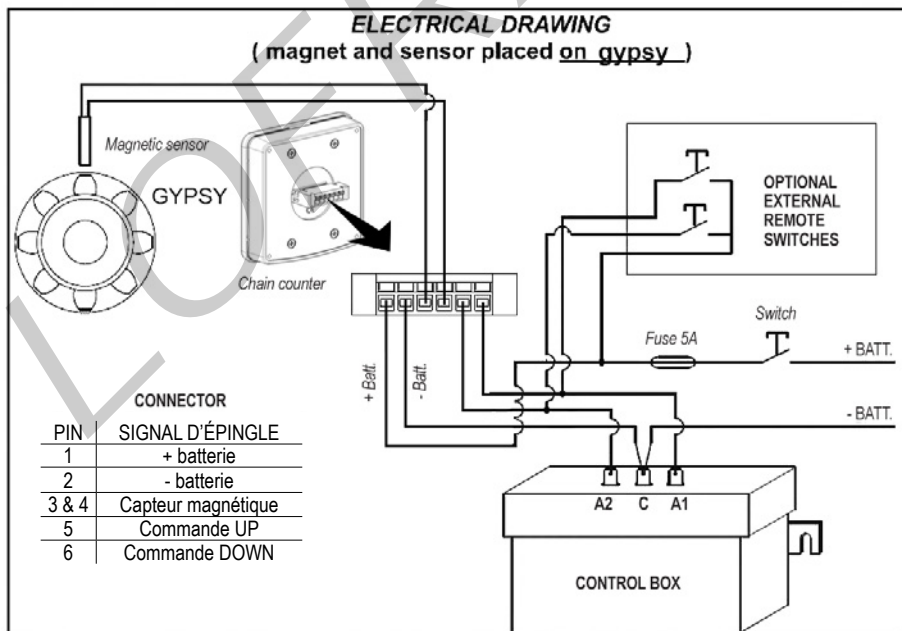 ELECTRICAL DRAWING
( magnet and sensor placed on gypsy )
Magnetic sensor
GYPSY
Chain counter
OPTIONAL
EXTERNAL
REMOTE
SWITCHES
Switch
Fuse 5A
+ BATT.
+ Batt.
- Batt.
- BATT.
CONNECTOR
PIN SIGNAL D'ÉPINGLE
1 + batterie
2 - batterie
3 & 4 Capteur magnétique
5 Commande UP
6 Commande DOWN
A2 C A1
CONTROL BOX